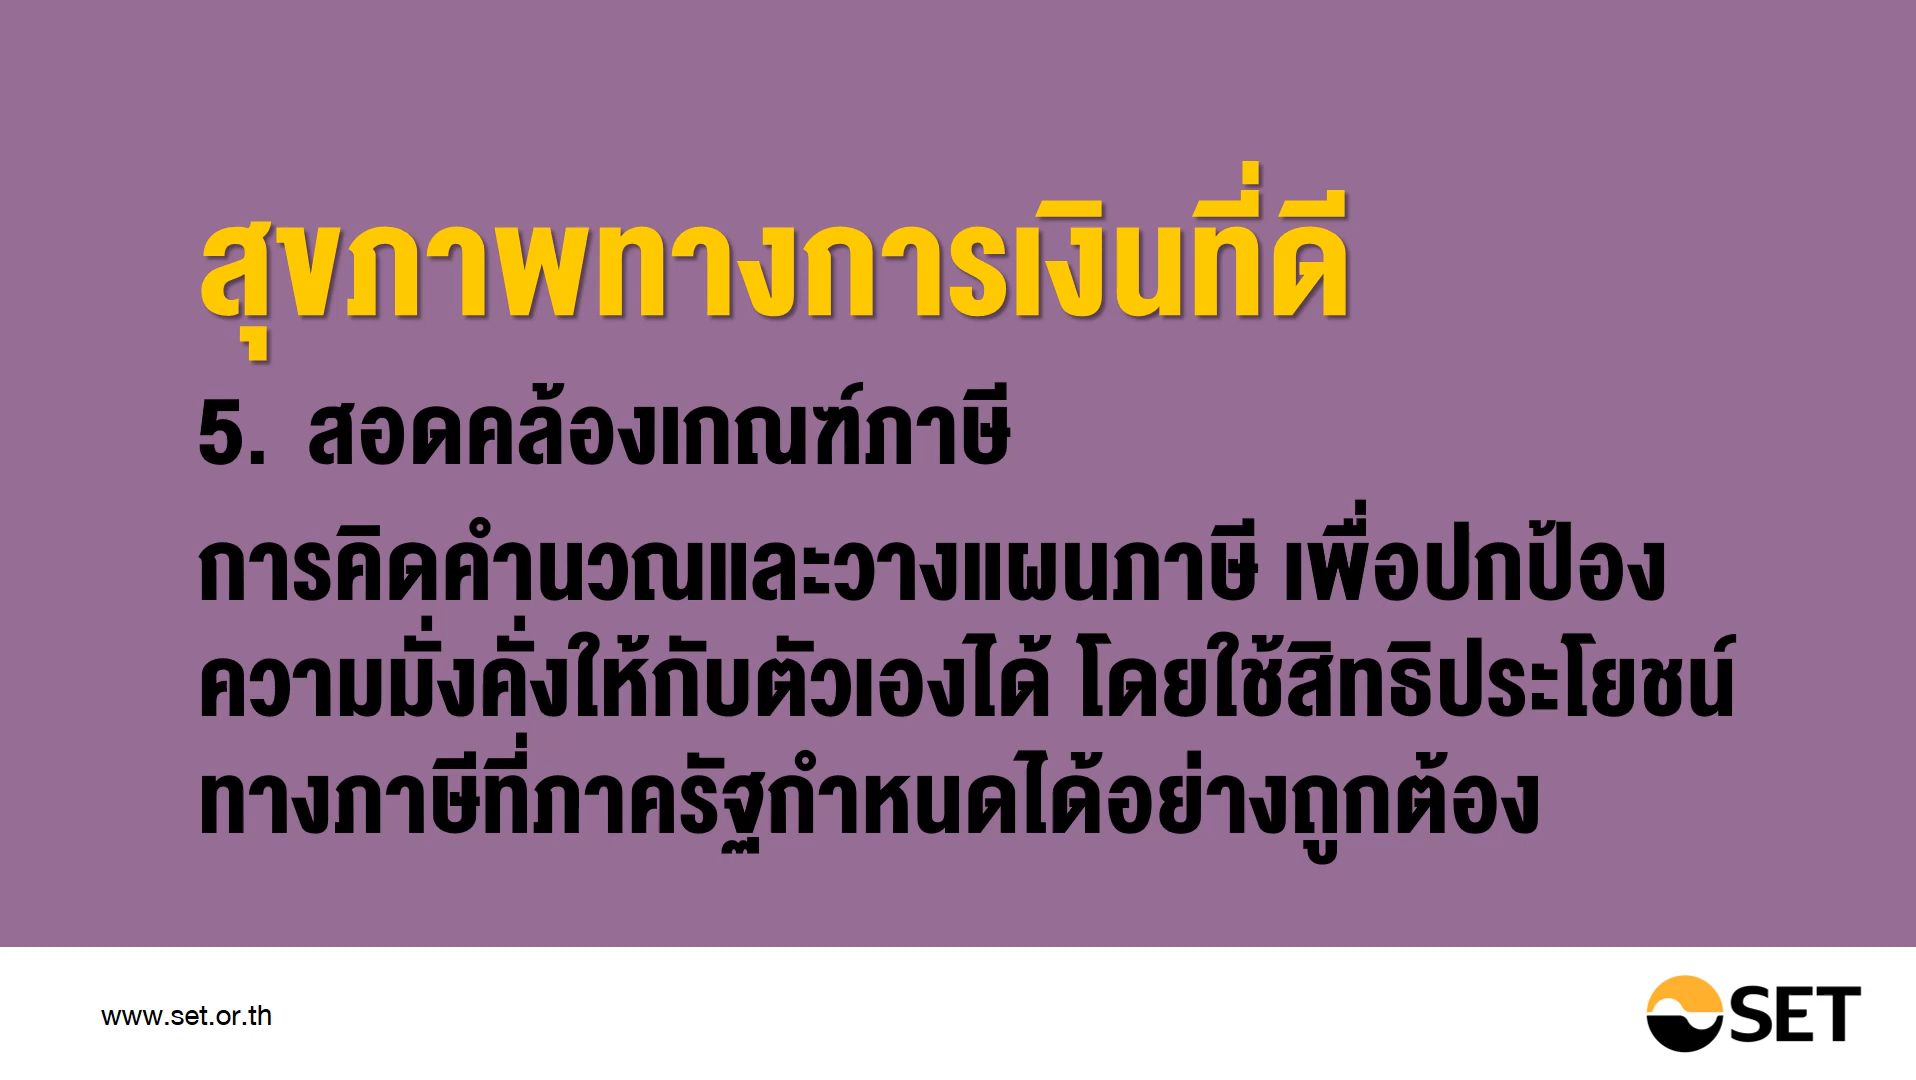 สุขภาพทางการเงินที่ดี
5. สอดคล้องเกณฑ์ภาษี
การคิดคำนวณและวางแผนภาษี เพื่อปกป้อง
ความมั่งคั่งให้กับตัวเองได้ โดยใช้สิทธิประโยชน์
ทางภาษีที่ภาครัฐกำหนดได้อย่างถูกต้อง
www.set.or.th
SET